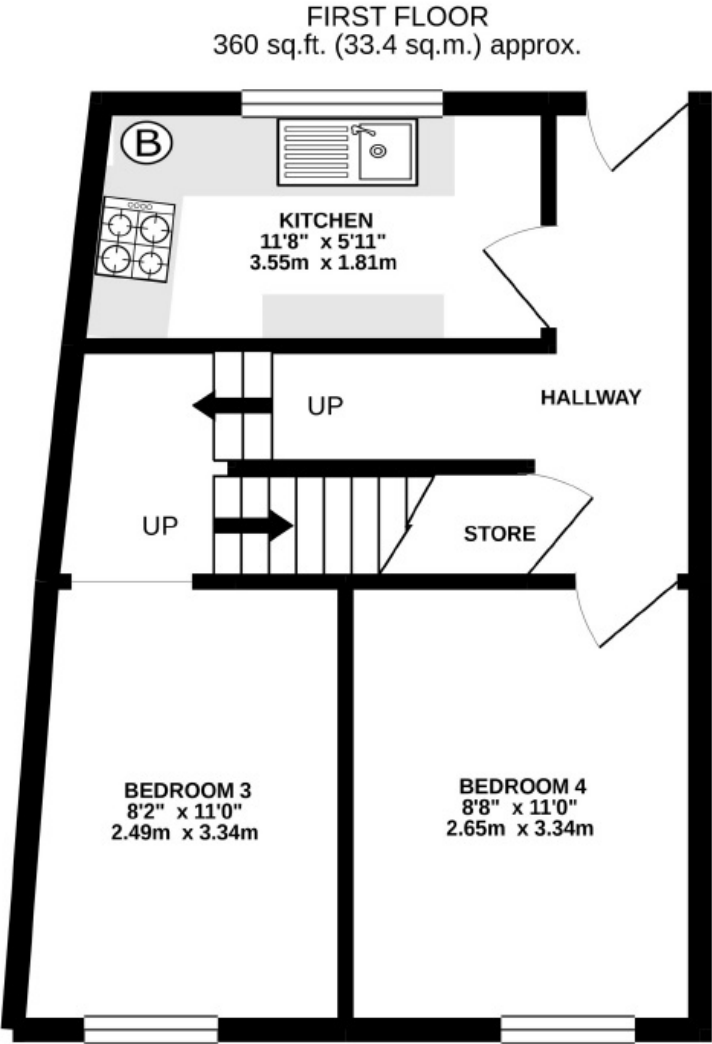 FIRST FLOOR
360 sq.ft. (33.4 sq.m.) approx.
B
KITCHEN
11'8" x 5'11"
3.55m x 1.81m
UP
HALLWAY
UP
STORE
BEDROOM 3
8'2" x 11'0"
2.49m x 3.34m
BEDROOM 4
8'8" x 11'0"
2.65m x 3.34m